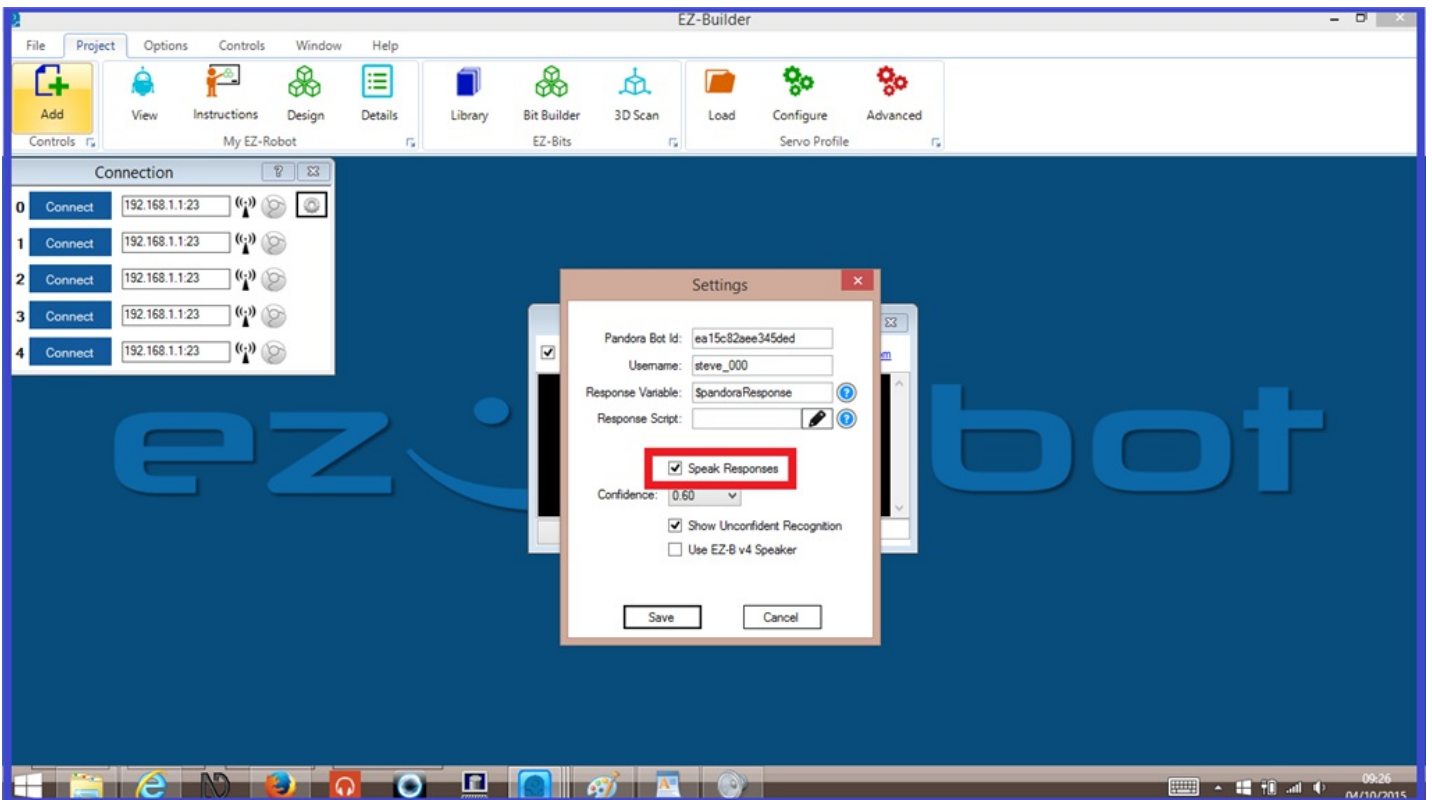 EZ-Builder
File Project Options Controls Window Help
Add View Instructions Design Details Library Bit Builder 3D Scan Load Configure Advanced
Controls My EZ-Robot EZ-Bits Servo Profile
Connection
0 Connect 192.168.1.1:23
1 Connect 192.168.1.1:23
2 Connect 192.168.1.1:23
3 Connect 192.168.1.1:23
4 Connect 192.168.1.1:23
Settings
Pandora Bot Id: ea15c82aee345ded
Username: steve_000
Response Variable: $pandoraResponse
Response Script:
Speak Responses
Confidence: 0.60
Show Unconfident Recognition
Use EZ-B v4 Speaker
Save Cancel
ez bot
09:26
04/10/2015